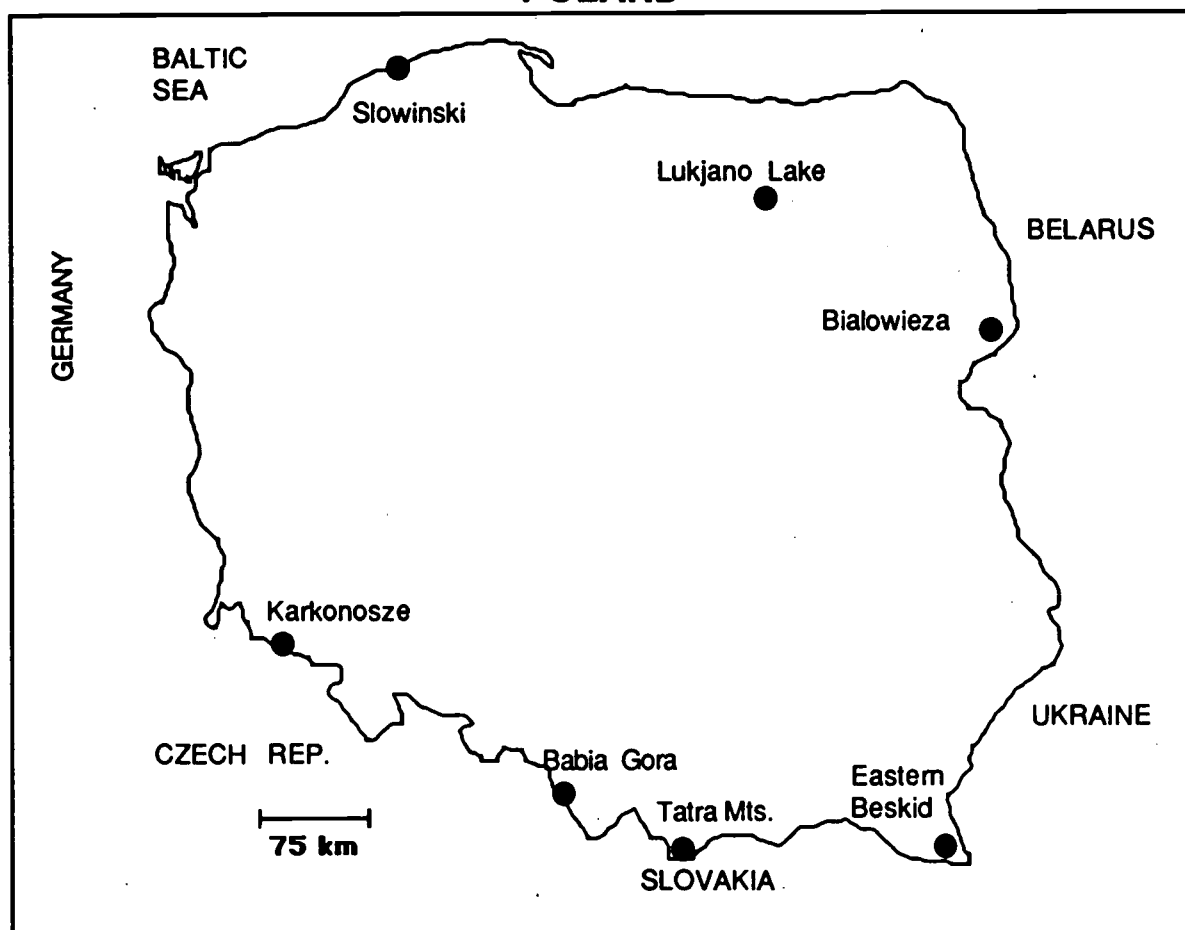 BALTIC
SEA
Slowinski
Lukjano Lake
BELARUS
GERMANY
Bialowieza
Karkonosze
UKRAINE
CZECH REP.
Babia Gora
Eastern
Beskid
Tatra Mts.
75 km
SLOVAKIA